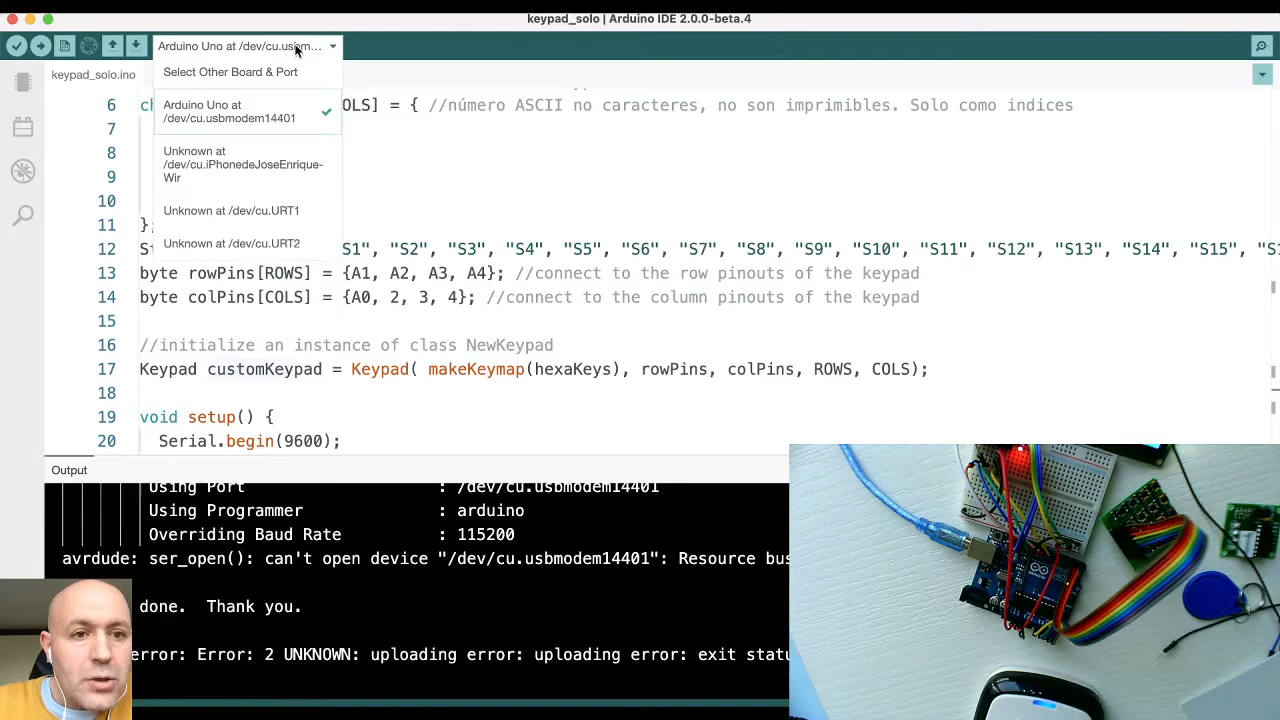 keypad_solo | Arduino IDE 2.0.0-beta.4
Arduino Uno at /dev/cu.usbm...
keypad_solo.ino
Select Other Board & Port
Arduino Uno at
/dev/cu.usbmodem14401
Unknown at
/dev/cu.iPhonedeJoseEnrique-
Wir
Unknown at /dev/cu.URT1
Unknown at /dev/cu.URT2
6 ch OLS] = { //número ASCII no caracteres, no son imprimibles. Solo como indices
7
8
9
10
11 };
12 S S1", "S2", "S3", "S4", "S5", "S6", "S7", "S8", "S9", "S10", "S11", "S12", "S13", "S14", "S15", "S1
13 byte rowPins[ROWS] = {A1, A2, A3, A4}; //connect to the row pinouts of the keypad
14 byte colPins[COLS] = {A0, 2, 3, 4}; //connect to the column pinouts of the keypad
15
16 //initialize an instance of class NewKeypad
17 Keypad customKeypad = Keypad( makeKeymap(hexaKeys), rowPins, colPins, ROWS, COLS);
18
19 void setup() {
20 Serial.begin(9600);
Output
Using Port : /dev/cu.usbmodem14401
Using Programmer : arduino
Overriding Baud Rate : 115200
avrdude: ser_open(): can't open device "/dev/cu.usbmodem14401": Resource bus
done. Thank you.
error: Error: 2 UNKNOWN: uploading error: uploading error: exit statu
ARDUINO